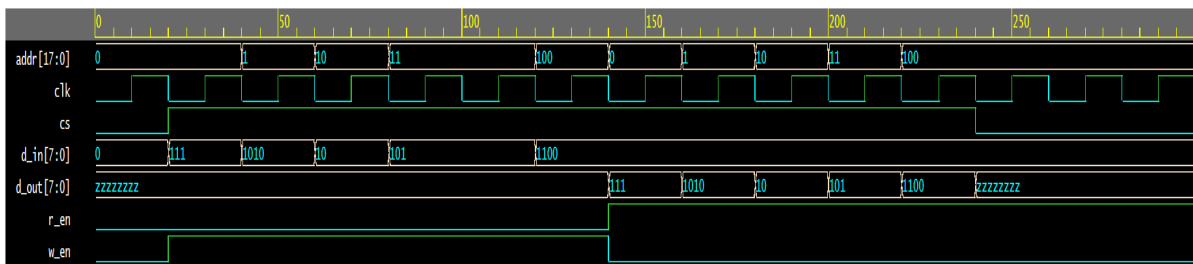 0 50 100 150 200 250
addr[17:0] 0 1 10 11 100 0 1 10 11 100
clk
cs
d_in[7:0] 0 111 1010 10 101 1100
d_out[7:0] zzzzzzzz 111 1010 10 101 1100 zzzzzzzz
r_en
w_en